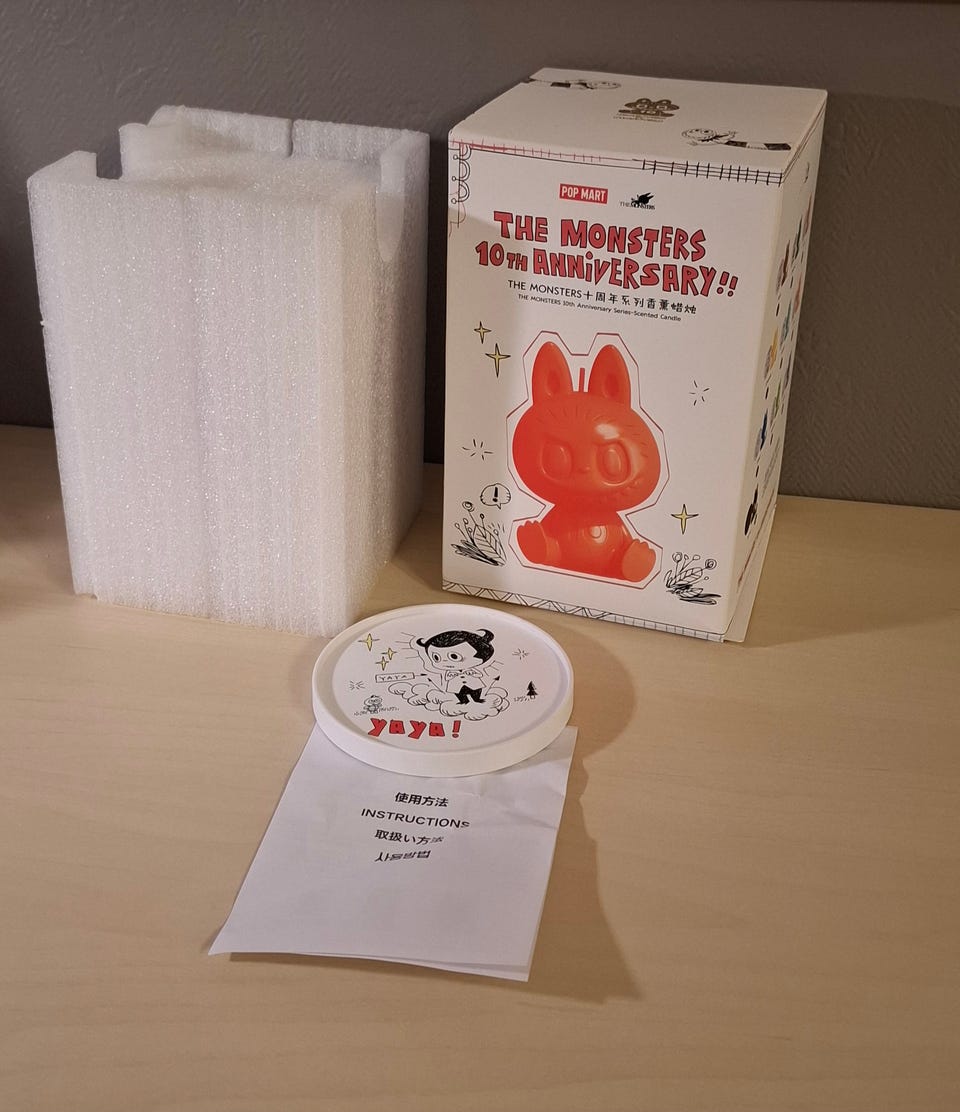 POP MART
THE MONSTERS
THE MONSTERS
10TH ANNiVERSARY!!
THE MONSTERS十周年系列香薰蜡烛
THE MONSTERS 10th Anniversary Series-Scented Candle
YAYA
yaya!
使用方法
INSTRUCTIONS
取扱い方法
사용방법